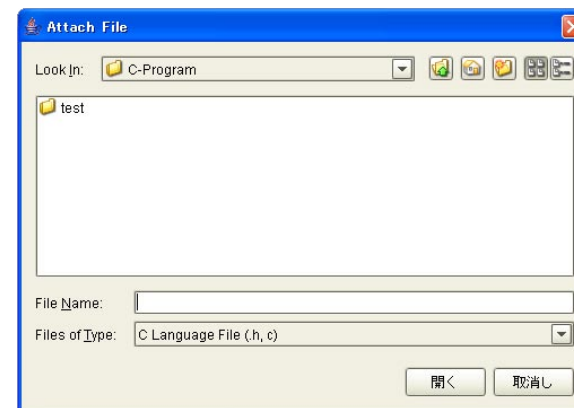 Attach File
Look In: C-Program
test
File Name:
Files of Type: C Language File (.h, c)
開く 取消し